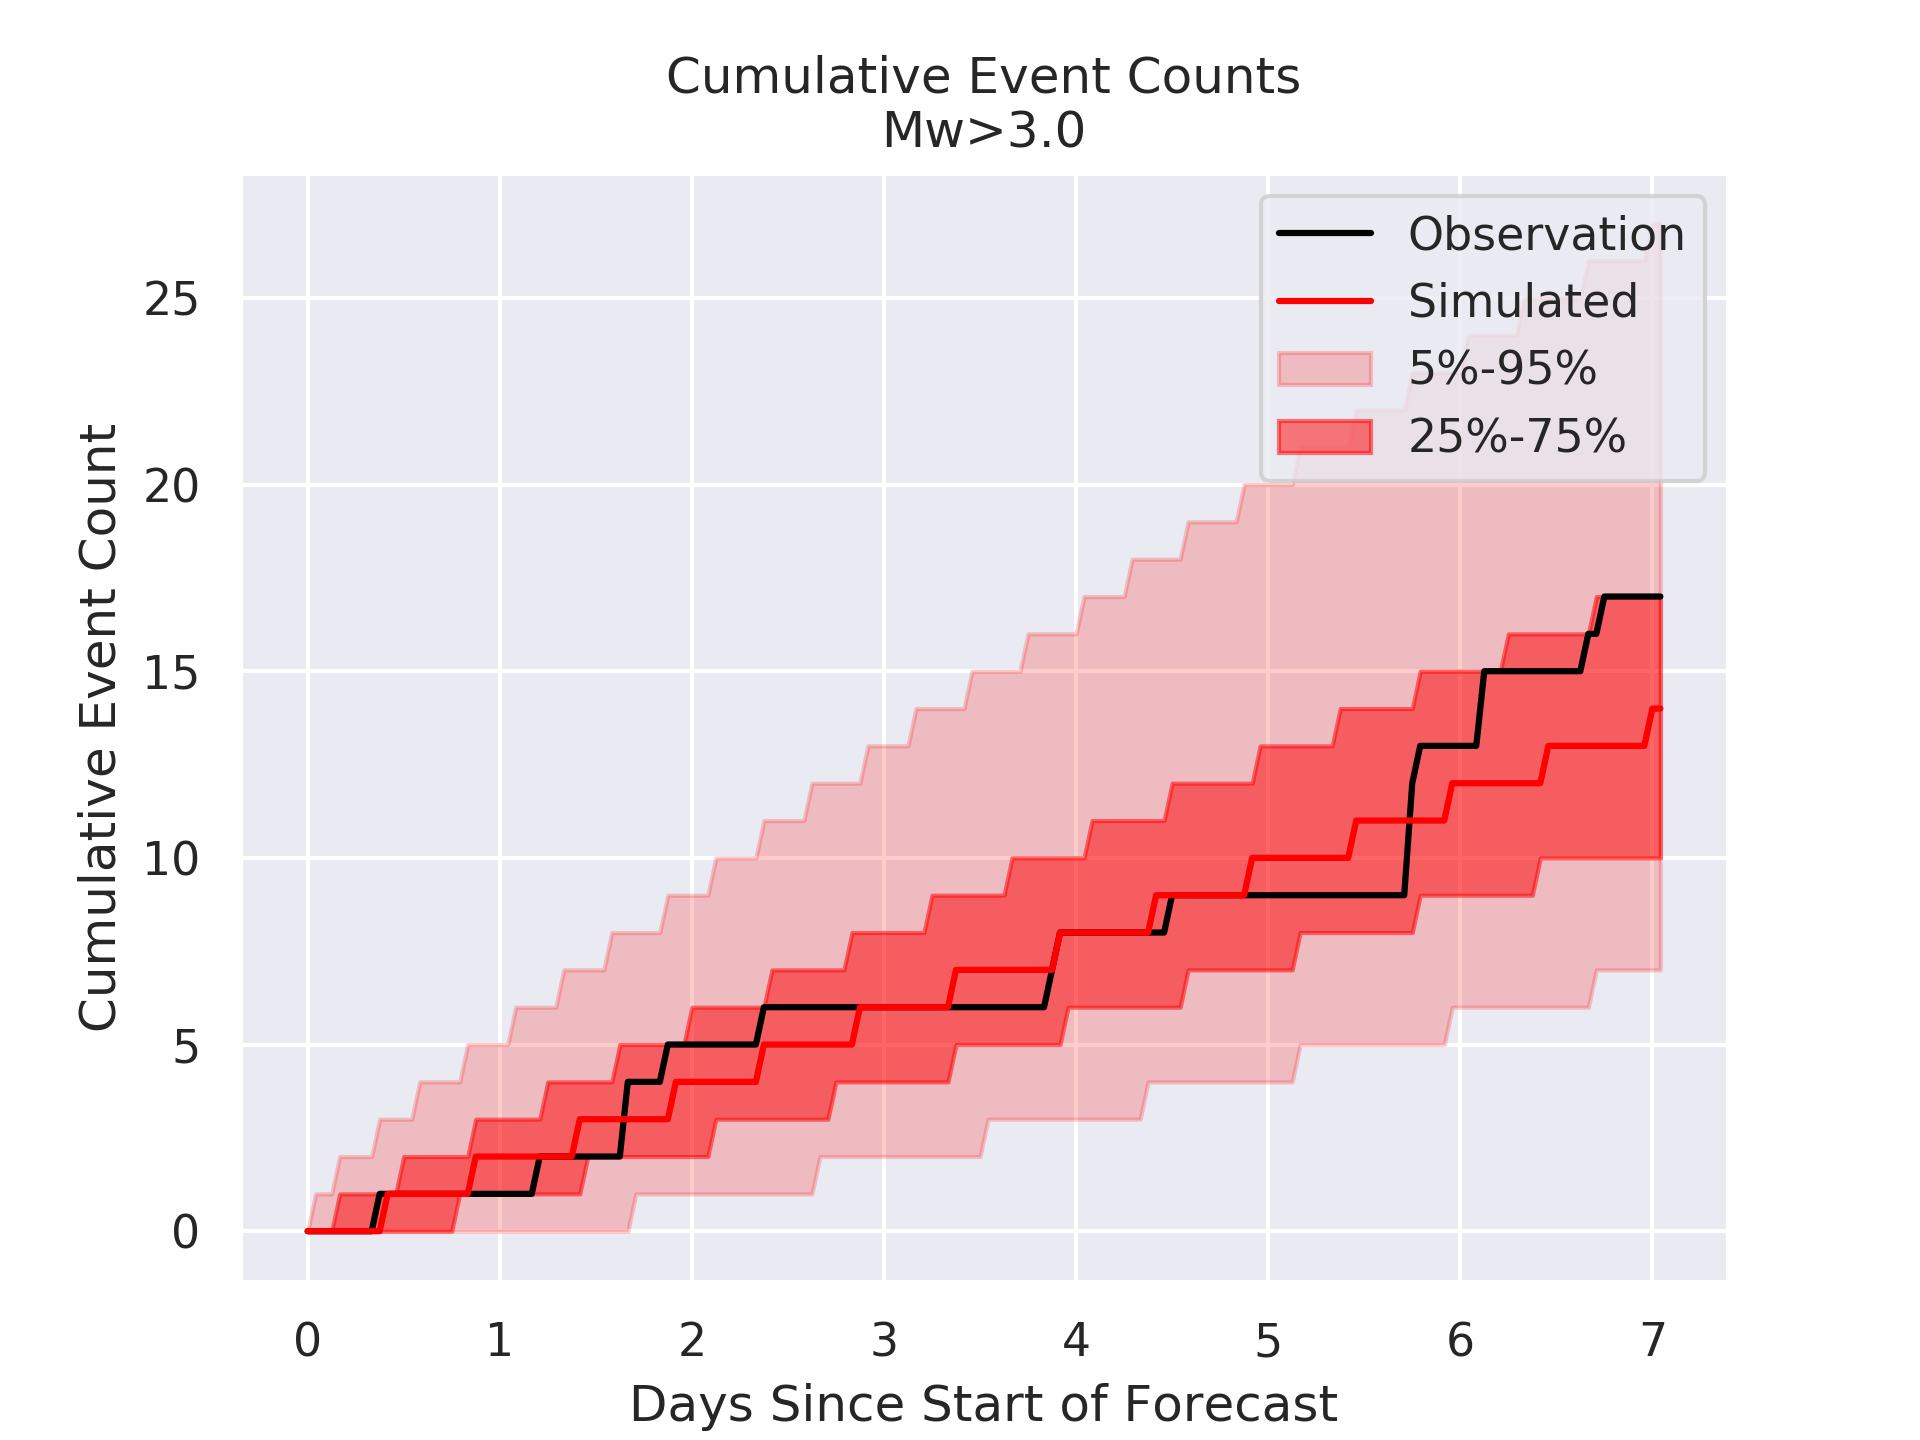 Cumulative Event Counts
Mw>3.0
Observation
Simulated
5%-95%
25%-75%
Cumulative Event Count
25
20
15
10
5
0
0 1 2 3 4 5 6 7
Days Since Start of Forecast